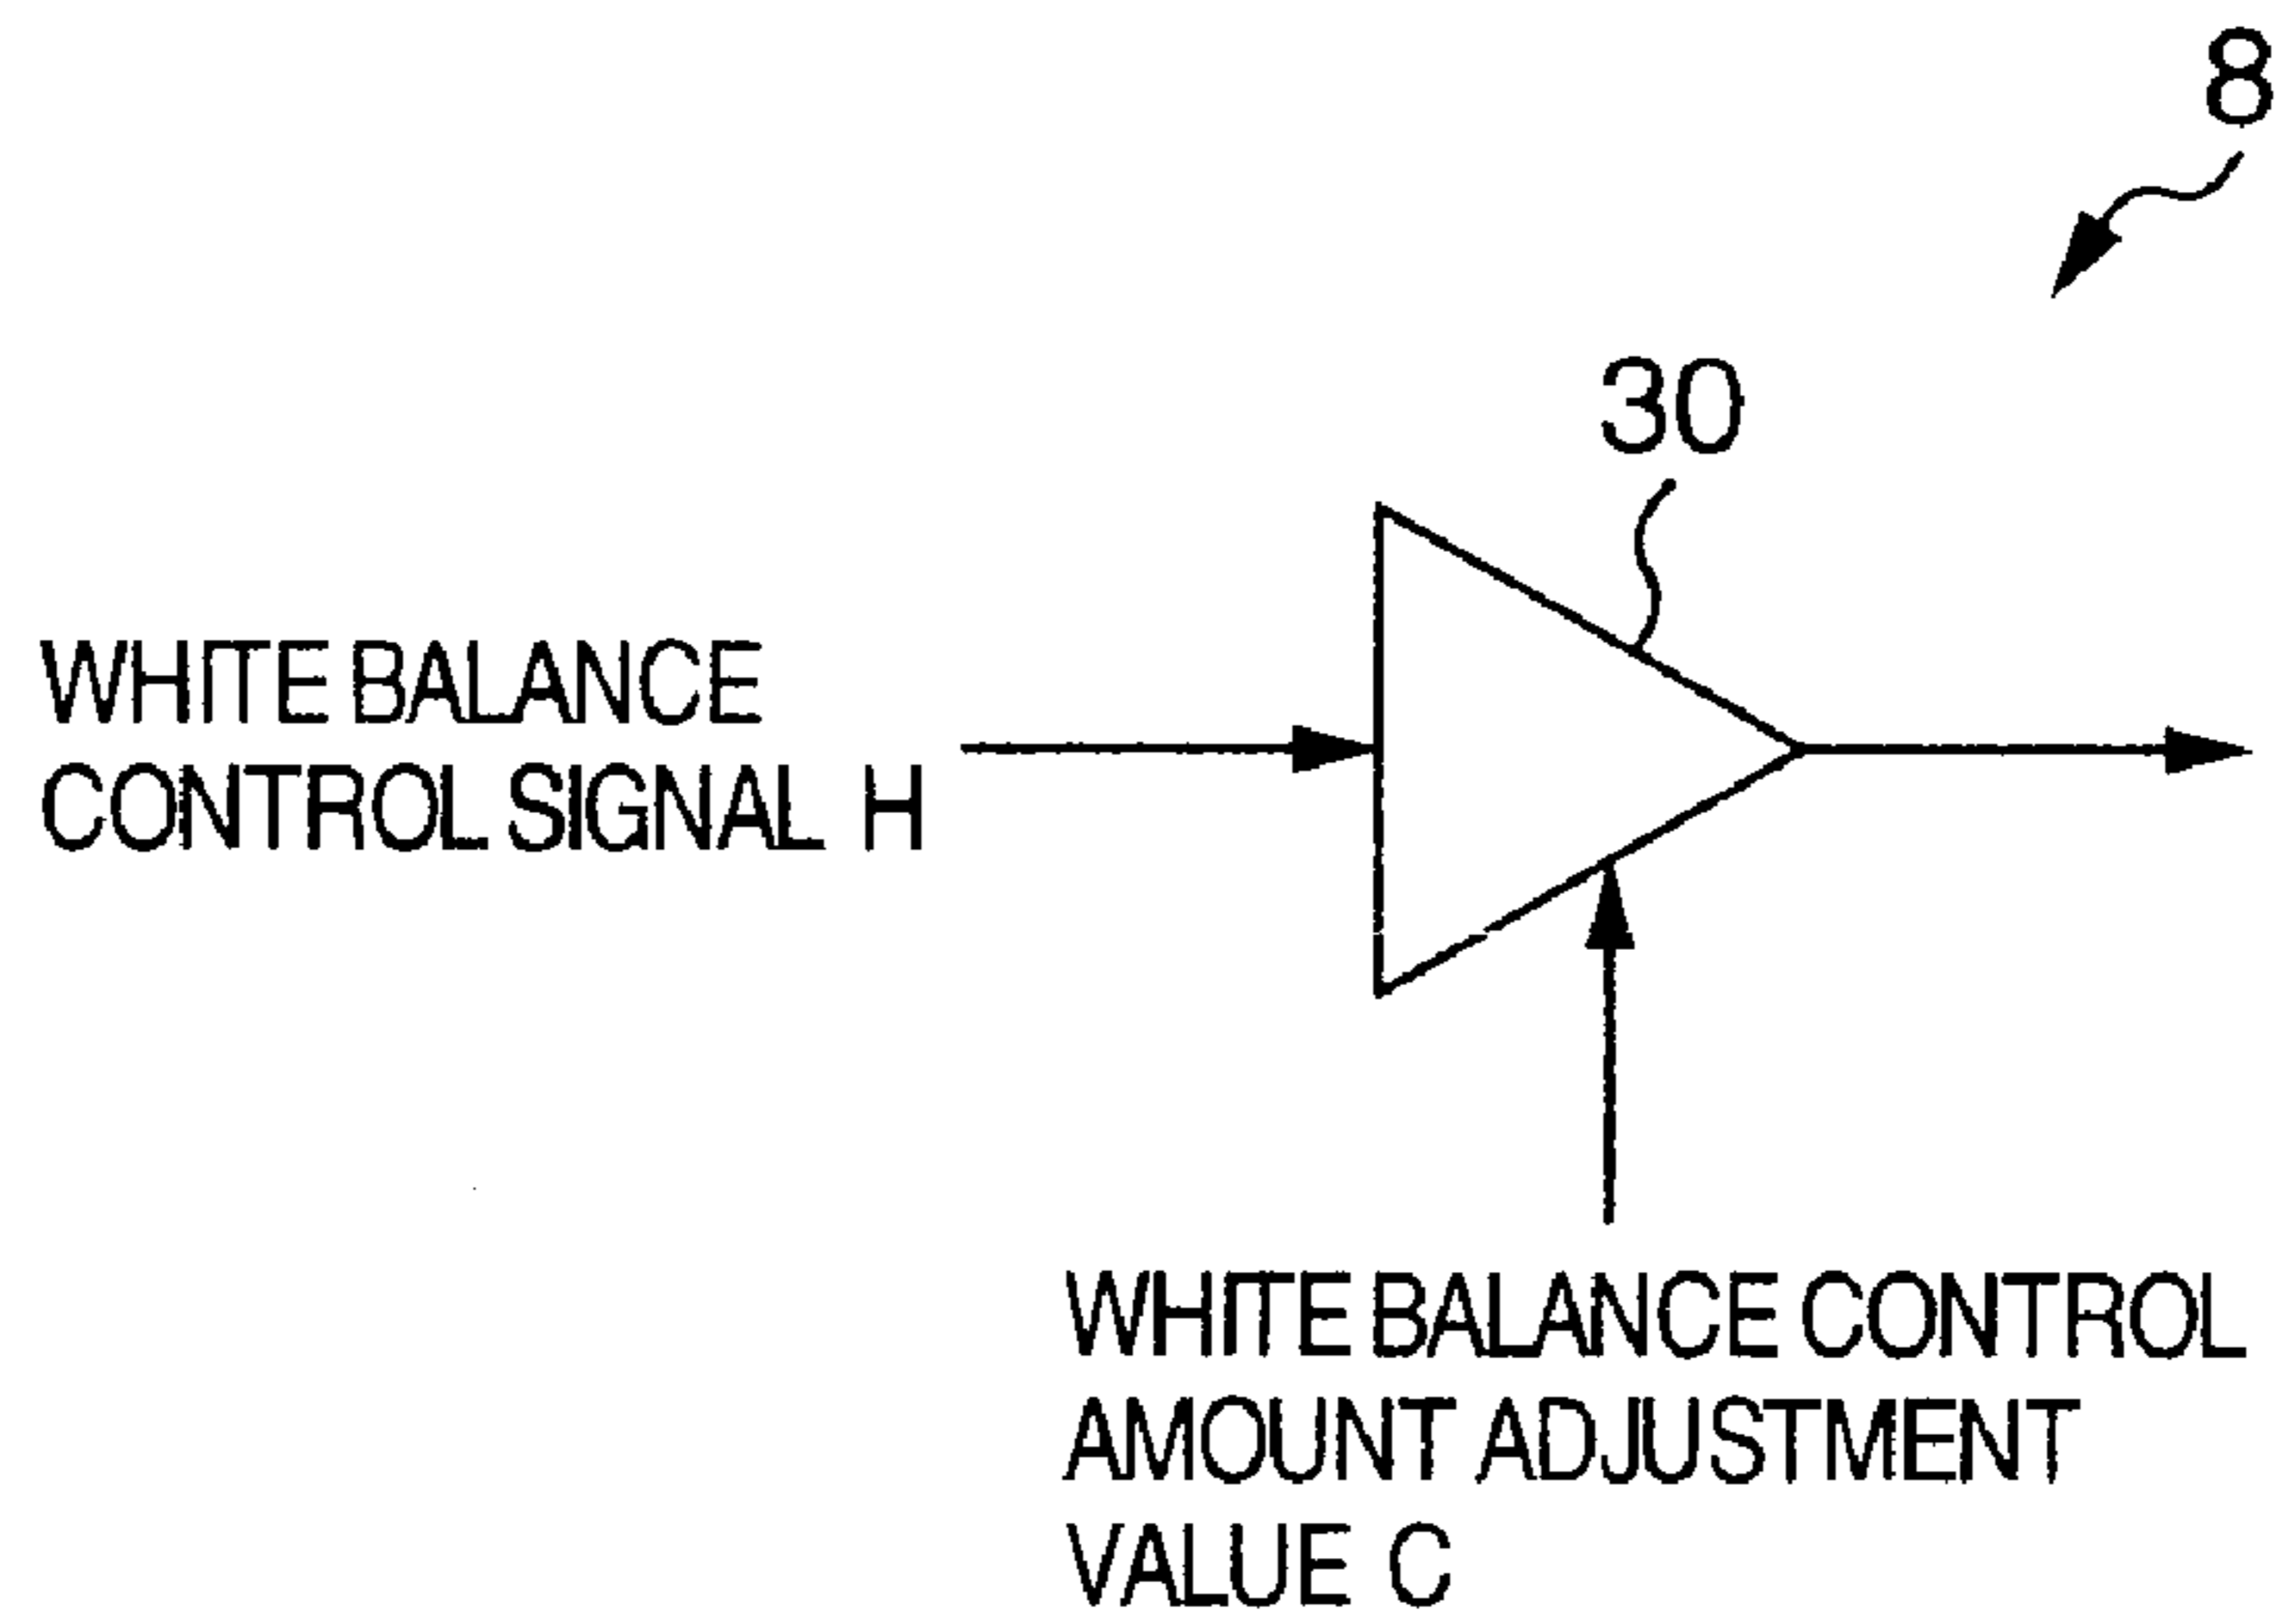 8
30
WHITE BALANCE
CONTROL SIGNAL H
WHITE BALANCE CONTROL
AMOUNT ADJUSTMENT
VALUE C